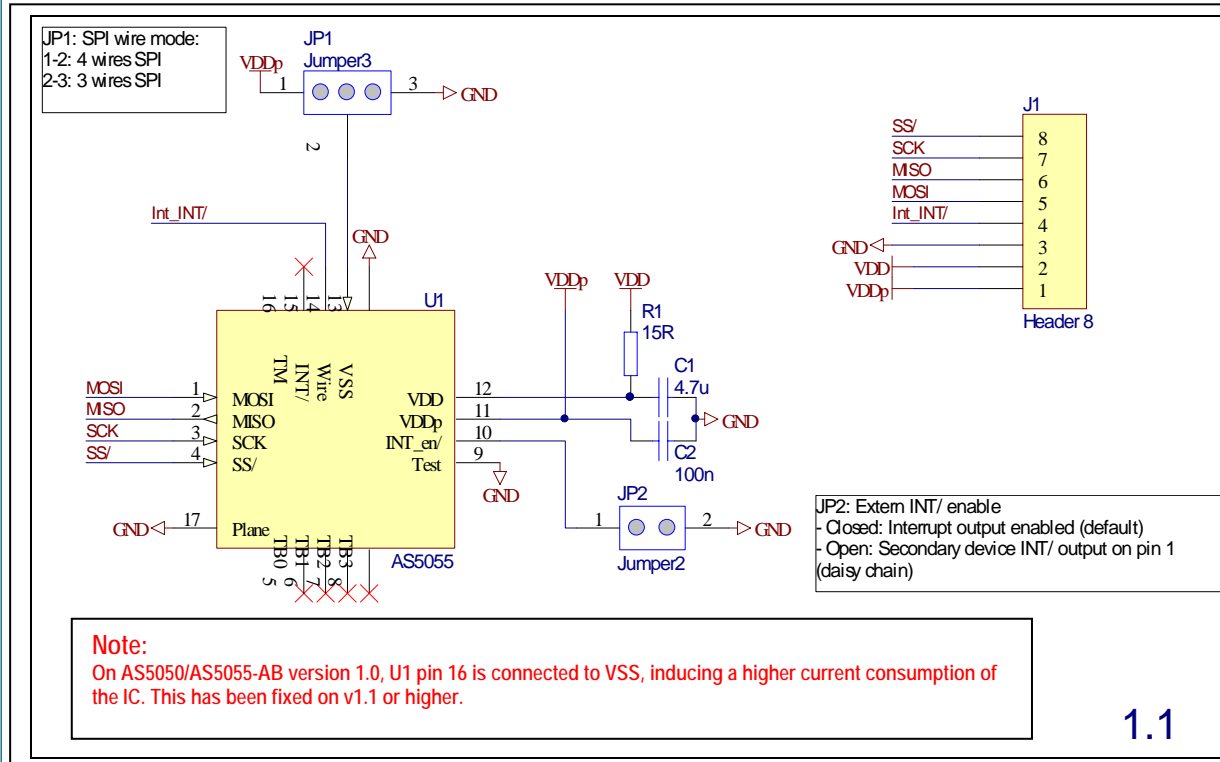 JP1: SPI wire mode:
1-2: 4 wires SPI
2-3: 3 wires SPI
JP1
Jumper3
VDDp
1
3
GND
2
J1
SS/
8
SCK
7
MISO
6
MOSI
5
Int_INT/
4
GND
3
VDD
2
VDDp
1
Header 8
Int_INT/
GND
16
15
14
13
U1
TM
INT/
Wire
VSS
VDDp
VDD
R1
15R
C1
4.7u
GND
C2
100n
MOSI
1
MOSI
VDD
12
MISO
2
MISO
VDDp
11
SCK
3
SCK
INT_en/
10
SS/
4
SS/
Test
9
GND
GND
17
Plane
TB0
TB1
TB2
TB3
5
6
7
8
AS5055
JP2
1
2
GND
Jumper2
JP2: Extern INT/ enable
- Closed: Interrupt output enabled (default)
- Open: Secondary device INT/ output on pin 1
(daisy chain)
Note:
On AS5050/AS5055-AB version 1.0, U1 pin 16 is connected to VSS, inducing a higher current consumption of
the IC. This has been fixed on v1.1 or higher.
1.1